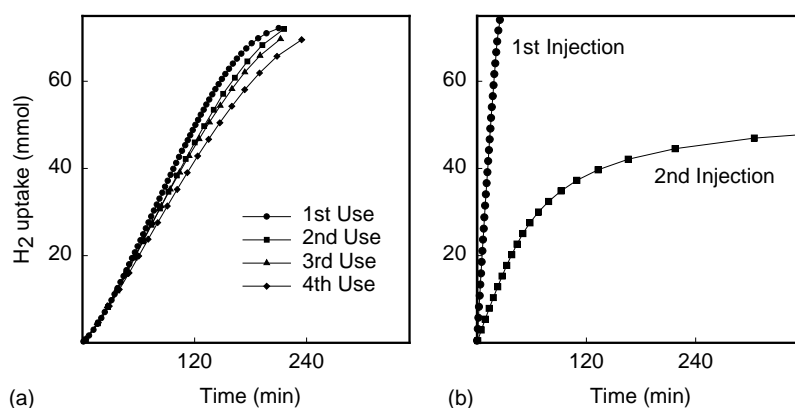 H2 uptake (mmol)
60
40
20
1st Use
2nd Use
3rd Use
4th Use
120
240
Time (min)
(a)
60
40
20
1st Injection
2nd Injection
120
240
Time (min)
(b)